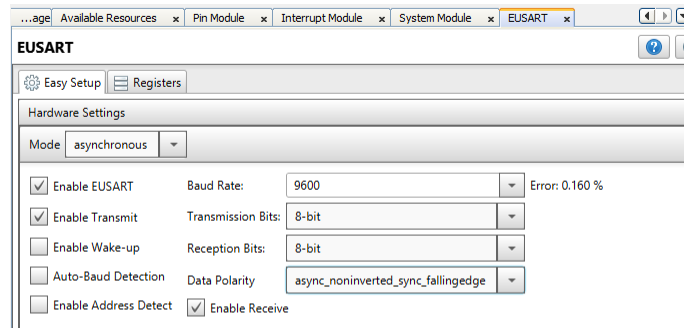 ...age Available Resources x Pin Module x Interrupt Module x System Module x EUSART x
EUSART
?
Easy Setup Registers
Hardware Settings
Mode asynchronous
Enable EUSART Baud Rate: 9600 Error: 0.160 %
Enable Transmit Transmission Bits: 8-bit
Enable Wake-up Reception Bits: 8-bit
Auto-Baud Detection Data Polarity async_noninverted_sync_fallingedge
Enable Address Detect Enable Receive